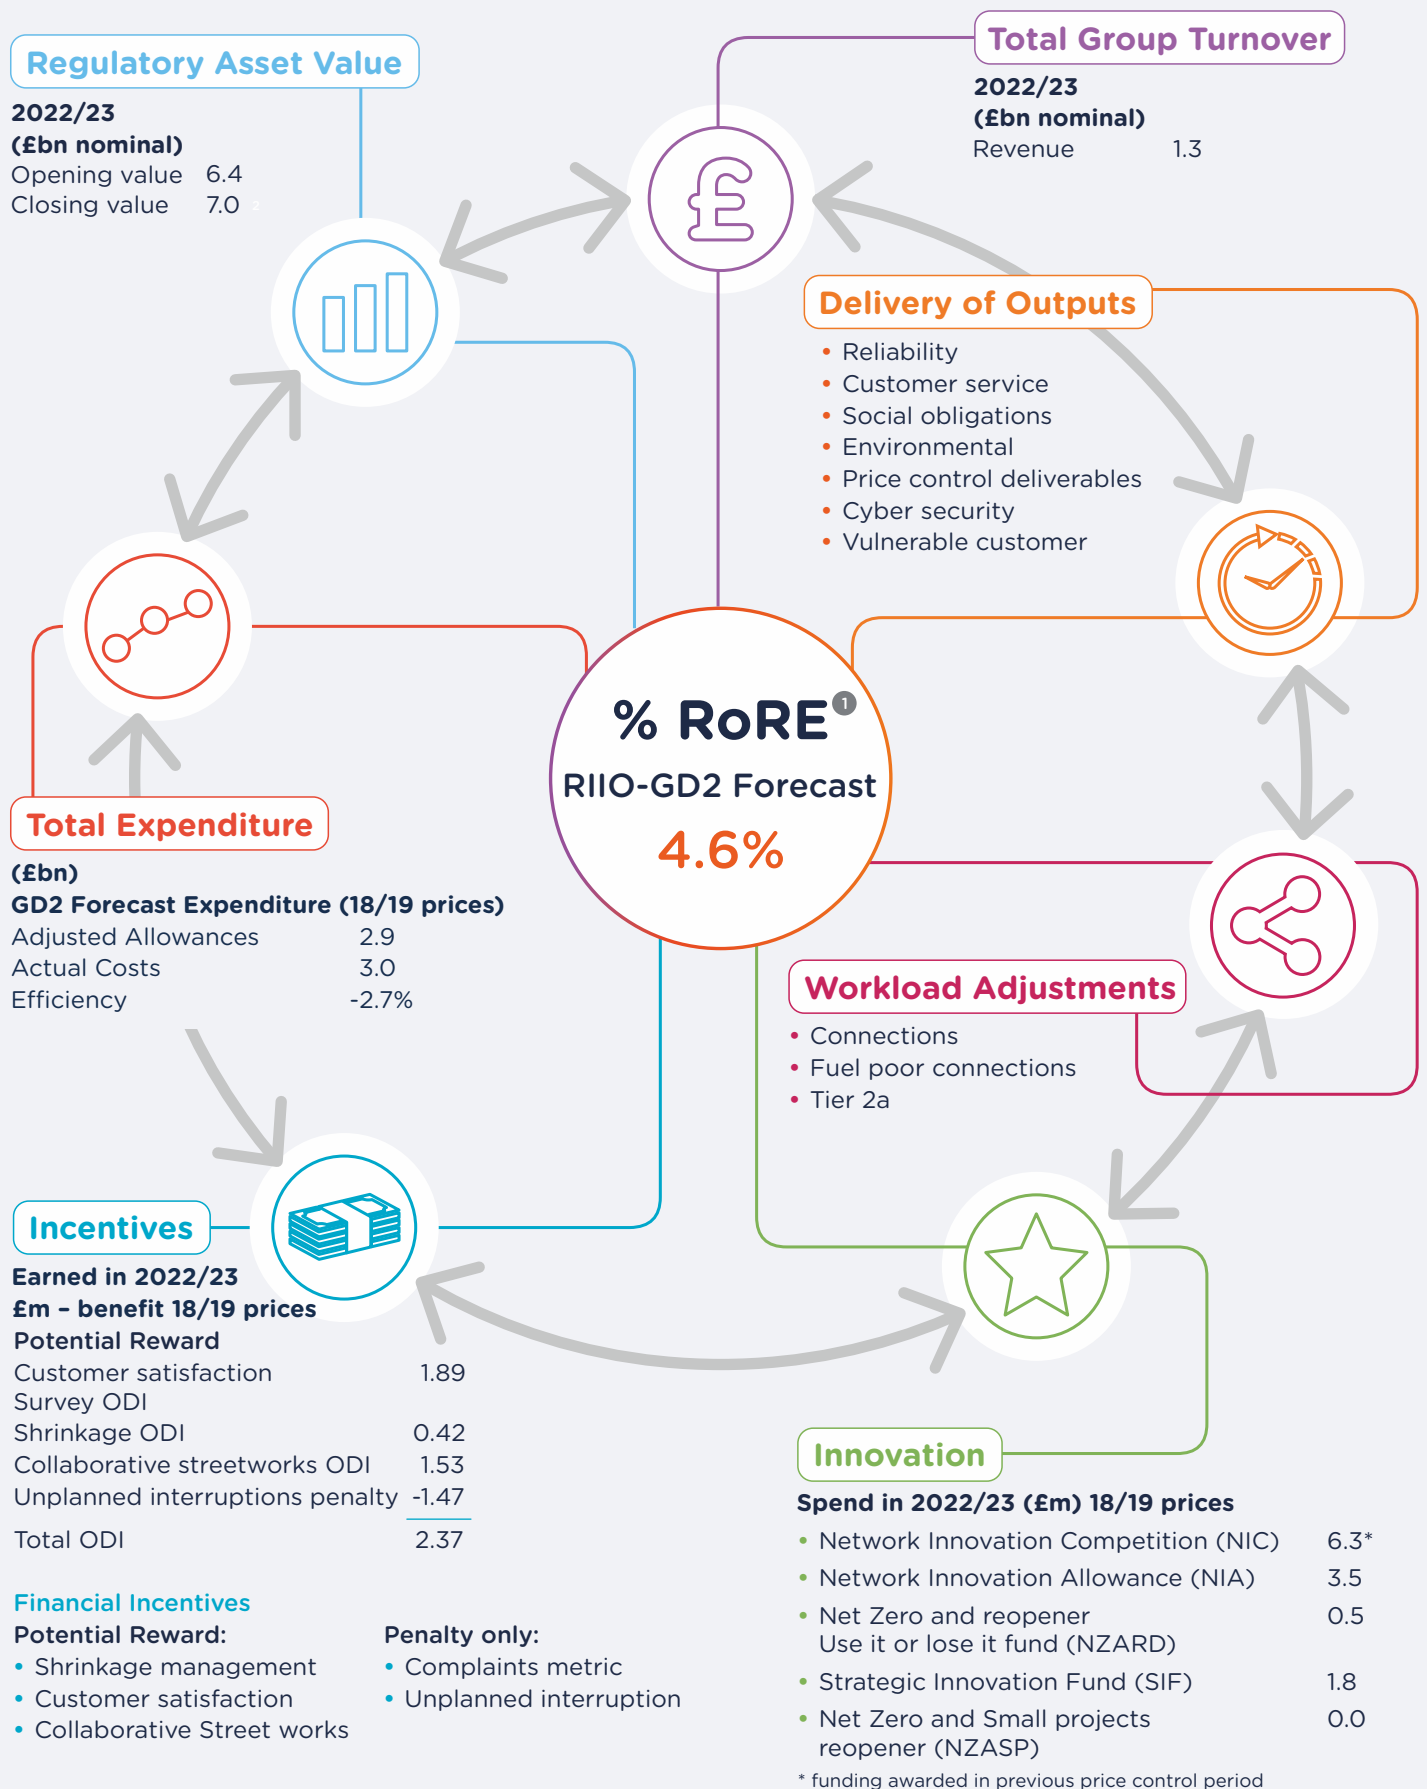 Regulatory Asset Value
2022/23
(£bn nominal)
Opening value 6.4
Closing value 7.0 2
Total Group Turnover
2022/23
(£bn nominal)
Revenue 1.3
Delivery of Outputs
• Reliability
• Customer service
• Social obligations
• Environmental
• Price control deliverables
• Cyber security
• Vulnerable customer
% RoRE 1
RIIO-GD2 Forecast
4.6%
Total Expenditure
(£bn)
GD2 Forecast Expenditure (18/19 prices)
Adjusted Allowances 2.9
Actual Costs 3.0
Efficiency -2.7%
Workload Adjustments
• Connections
• Fuel poor connections
• Tier 2a
Incentives
Earned in 2022/23
£m – benefit 18/19 prices
Potential Reward
Customer satisfaction 1.89
Survey ODI
Shrinkage ODI 0.42
Collaborative streetworks ODI 1.53
Unplanned interruptions penalty -1.47
Total ODI 2.37
Financial Incentives
Potential Reward:
• Shrinkage management
• Customer satisfaction
• Collaborative Street works
Penalty only:
• Complaints metric
• Unplanned interruption
Innovation
Spend in 2022/23 (£m) 18/19 prices
• Network Innovation Competition (NIC) 6.3*
• Network Innovation Allowance (NIA) 3.5
• Net Zero and reopener 0.5
Use it or lose it fund (NZARD)
• Strategic Innovation Fund (SIF) 1.8
• Net Zero and Small projects 0.0
reopener (NZASP)
* funding awarded in previous price control period